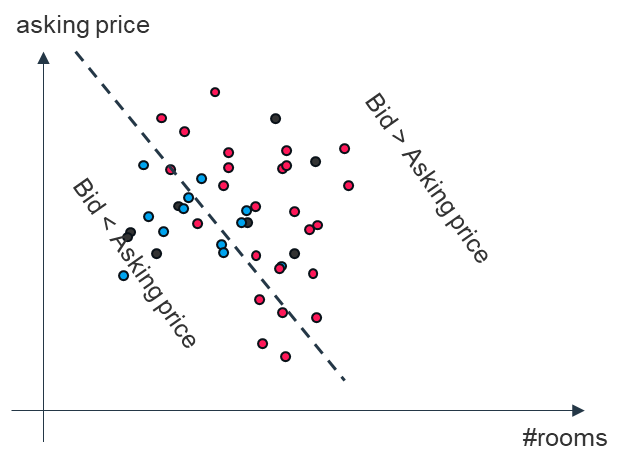 asking price
Bid > Asking price
Bid < Asking price
#rooms